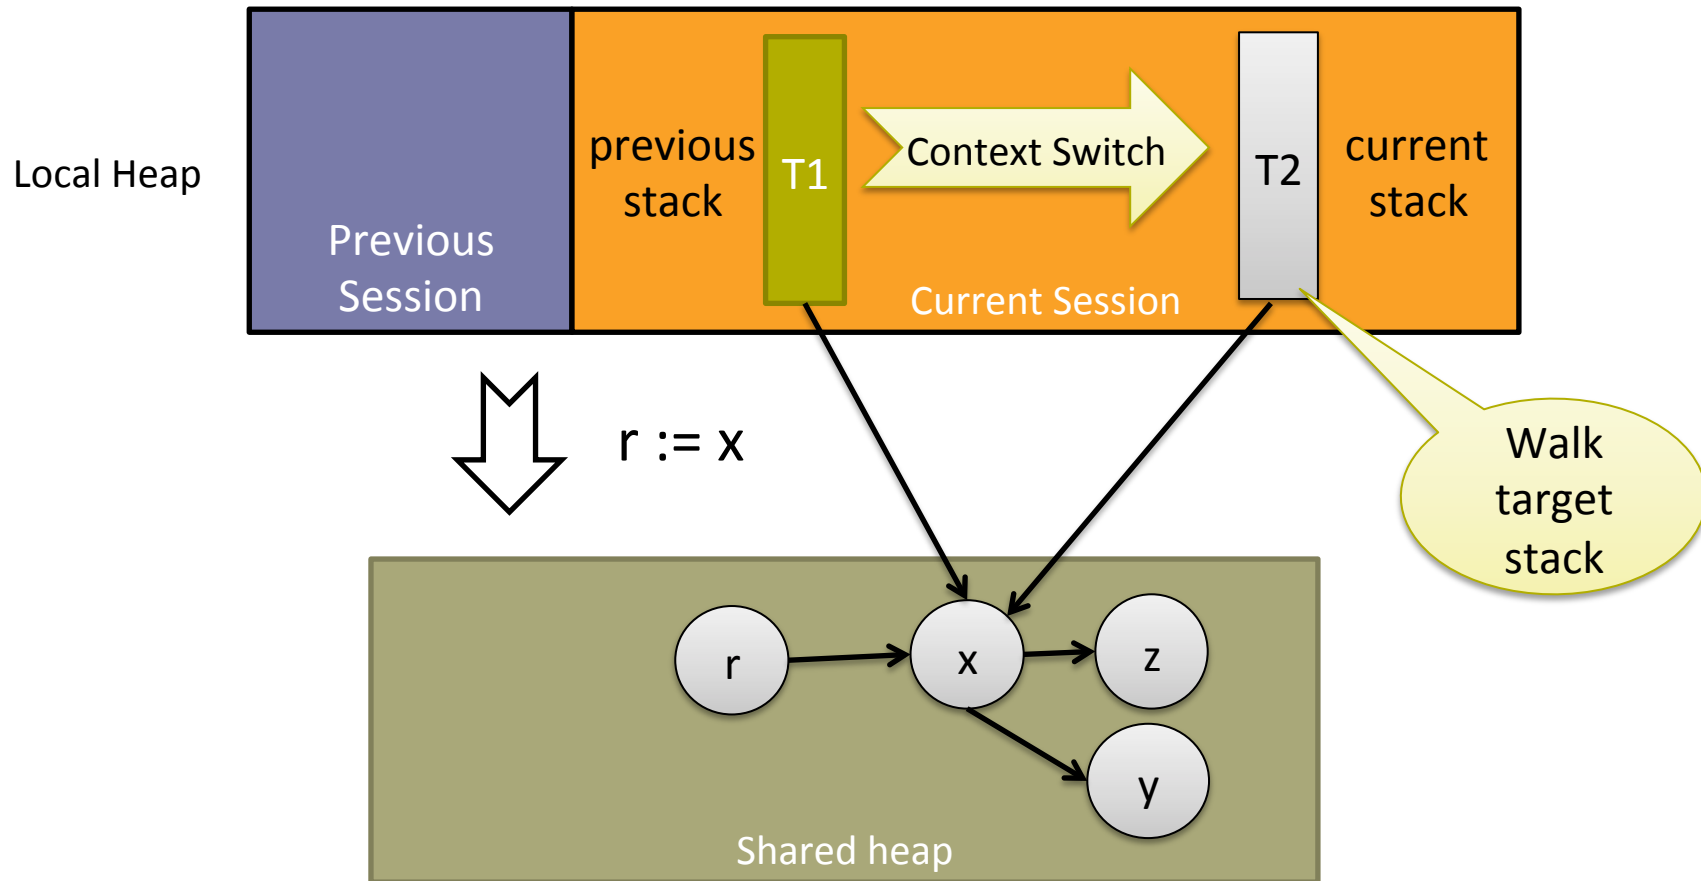 Local Heap
Previous
Session
previous
stack
T1
Context Switch
T2
current
stack
Current Session
r := x
Walk
target
stack
r
x
z
y
Shared heap